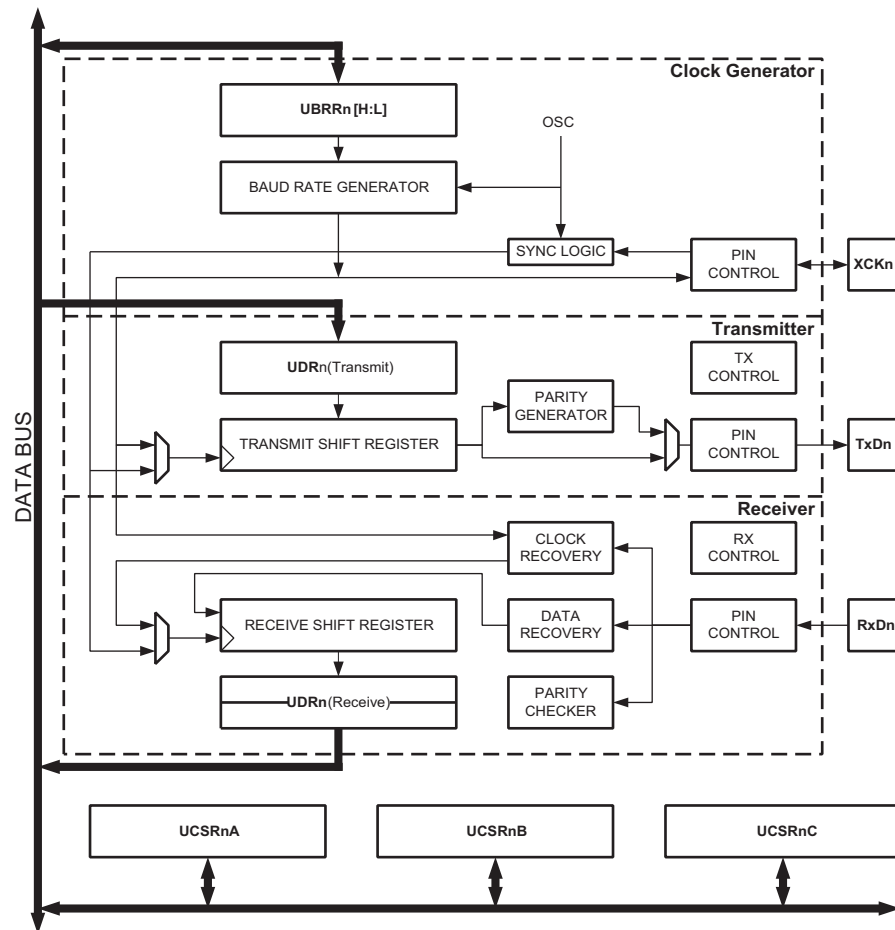 Clock Generator
UBRRn [H:L]
OSC
BAUD RATE GENERATOR
SYNC LOGIC
PIN
CONTROL
XCKn
Transmitter
UDRn(Transmit)
TX
CONTROL
PARITY
GENERATOR
TRANSMIT SHIFT REGISTER
PIN
CONTROL
TxDn
DATA BUS
Receiver
CLOCK
RECOVERY
RX
CONTROL
RECEIVE SHIFT REGISTER
DATA
RECOVERY
PIN
CONTROL
RxDn
UDRn(Receive)
PARITY
CHECKER
UCSRnA
UCSRnB
UCSRnC